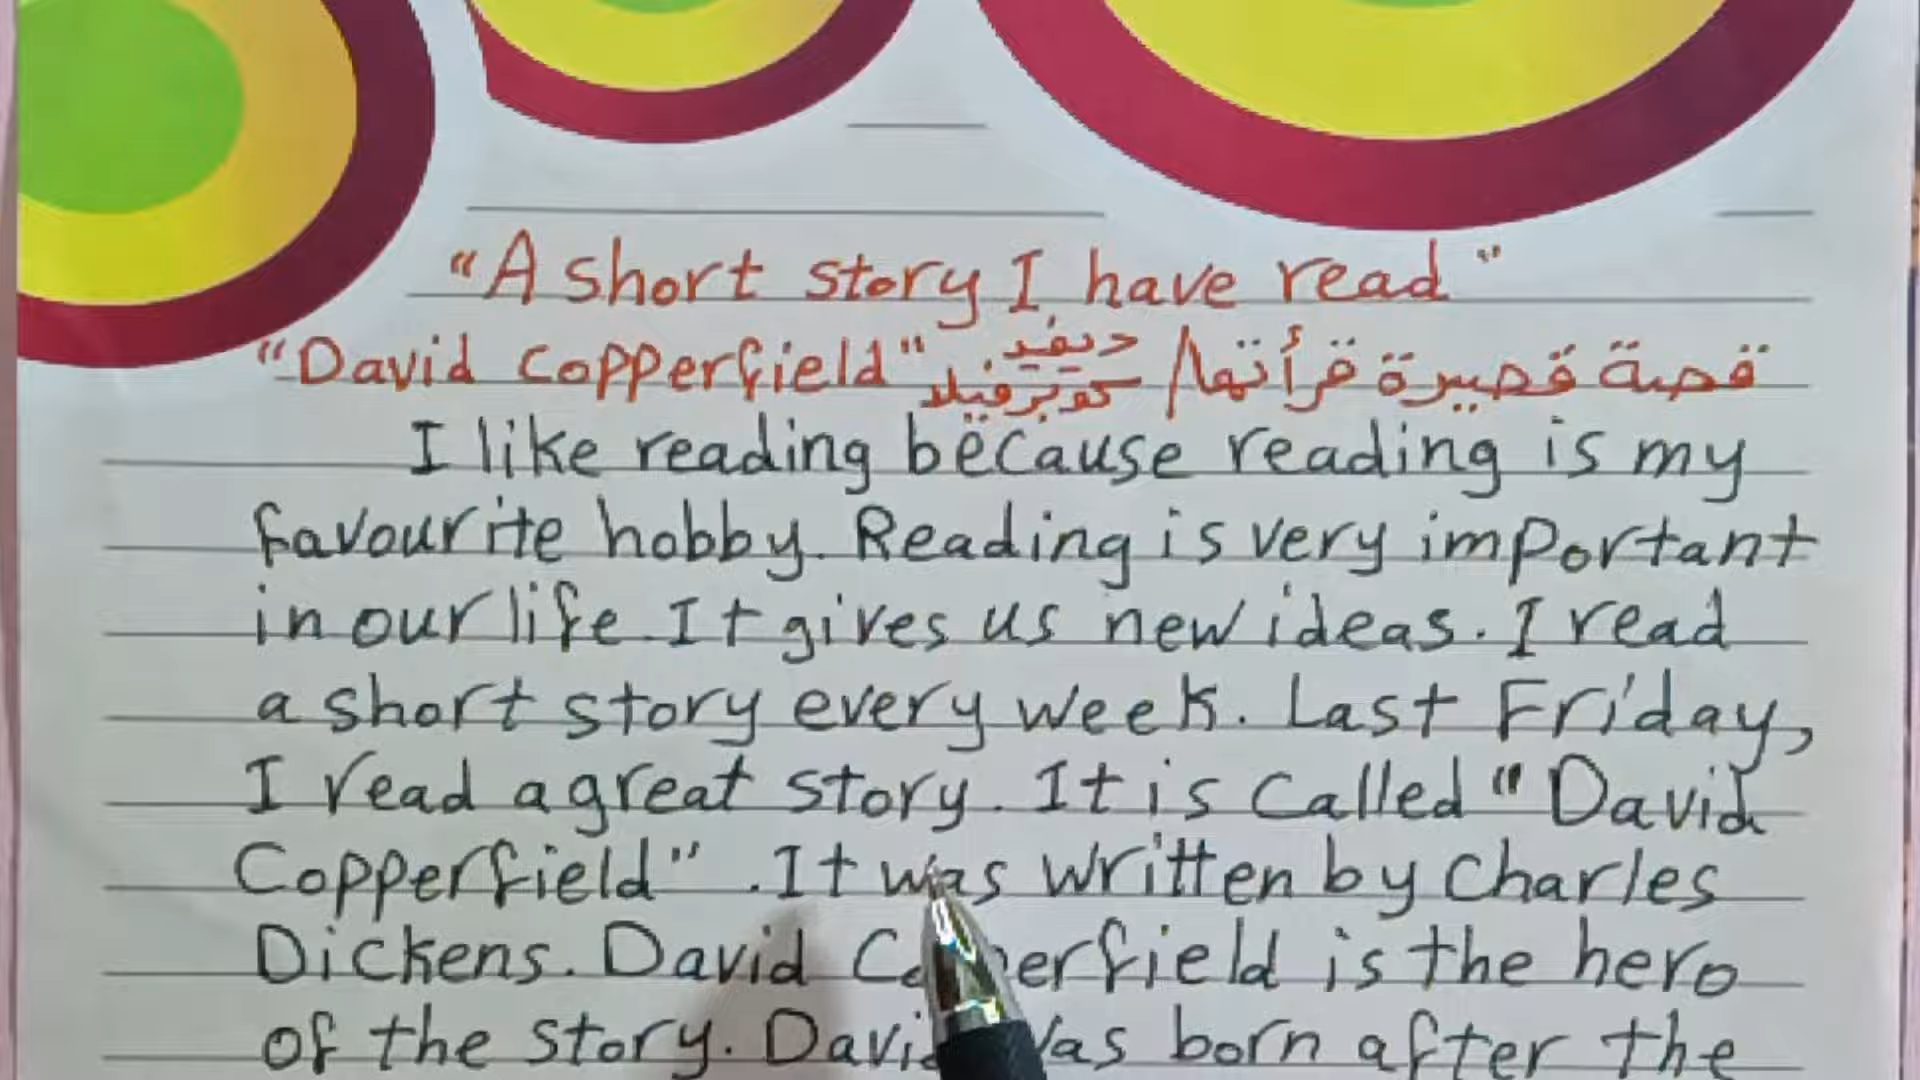 "A short story I have read"
"David Copperfield" قصة قصيرة قرأتها/ ديفيد كوبرفيلد
I like reading because reading is my
favourite hobby. Reading is very important
in our life. It gives us new ideas. I read
a short story every week. Last Friday,
I read a great story. It is called "David
Copperfield". It was written by Charles
Dickens. David Copperfield is the hero
of the story. David was born after the